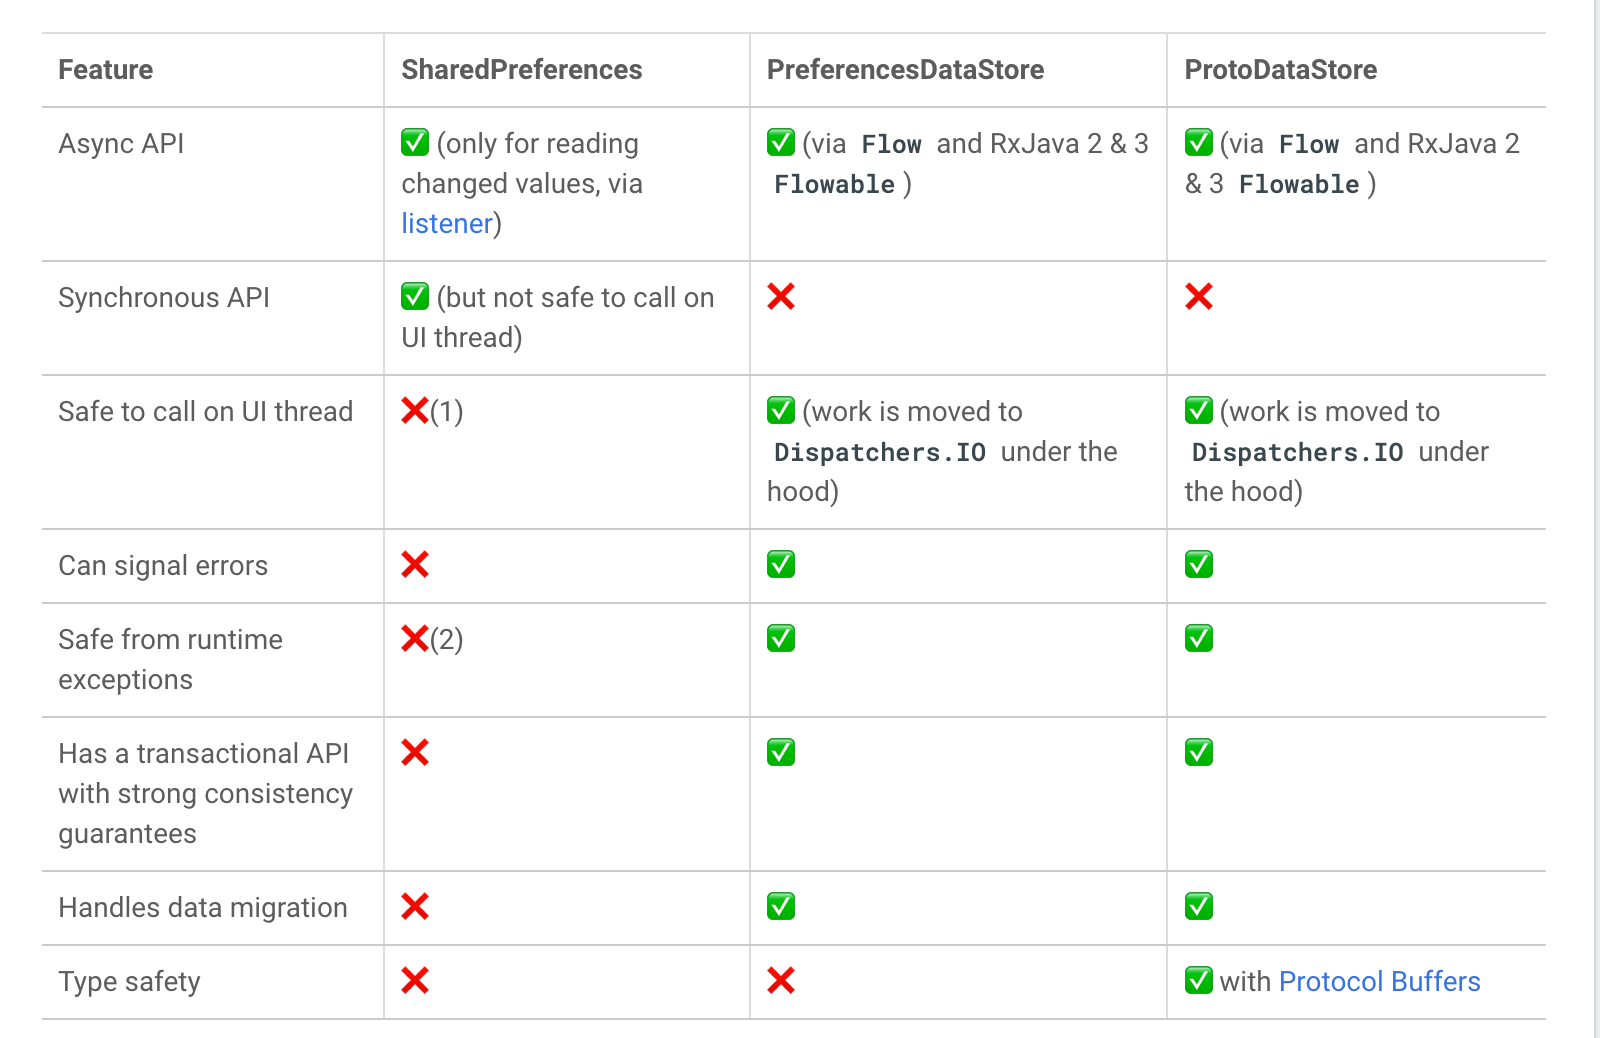 Feature SharedPreferences PreferencesDataStore ProtoDataStore
Async API
✅ (only for reading
changed values, via
listener)
✅ (via Flow and RxJava 2 & 3
Flowable )
✅ (via Flow and RxJava 2
& 3 Flowable )
Synchronous API
✅ (but not safe to call on
UI thread)
❌
❌
Safe to call on UI thread
❌(1)
✅ (work is moved to
Dispatchers.IO under the
hood)
✅ (work is moved to
Dispatchers.IO under
the hood)
Can signal errors
❌
✅
✅
Safe from runtime
exceptions
❌(2)
✅
✅
Has a transactional API
with strong consistency
guarantees
❌
✅
✅
Handles data migration
❌
✅
✅
Type safety
❌
❌
✅ with Protocol Buffers